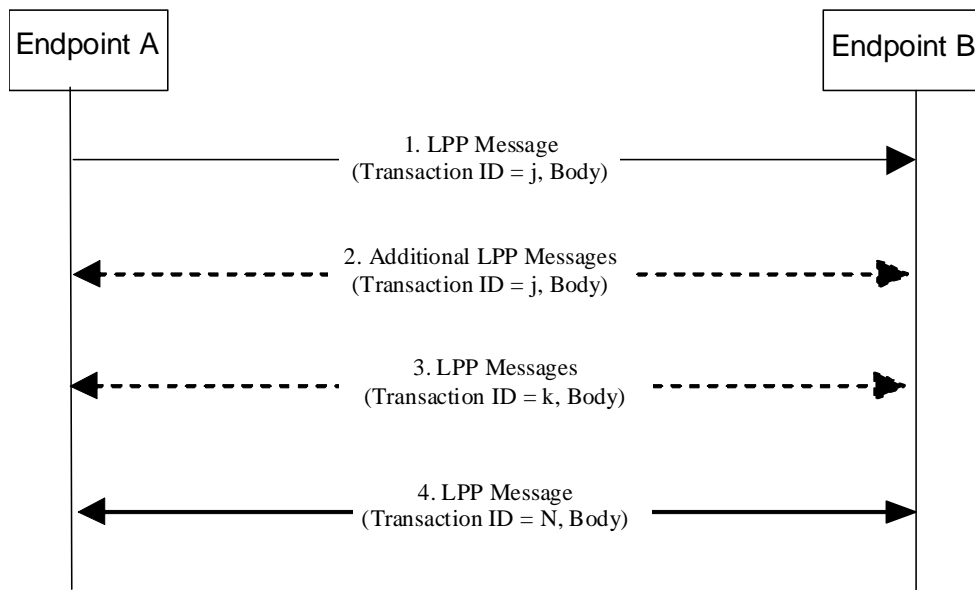 Endpoint A
Endpoint B
1. LPP Message
(Transaction ID = j, Body)
2. Additional LPP Messages
(Transaction ID = j, Body)
3. LPP Messages
(Transaction ID = k, Body)
4. LPP Message
(Transaction ID = N, Body)